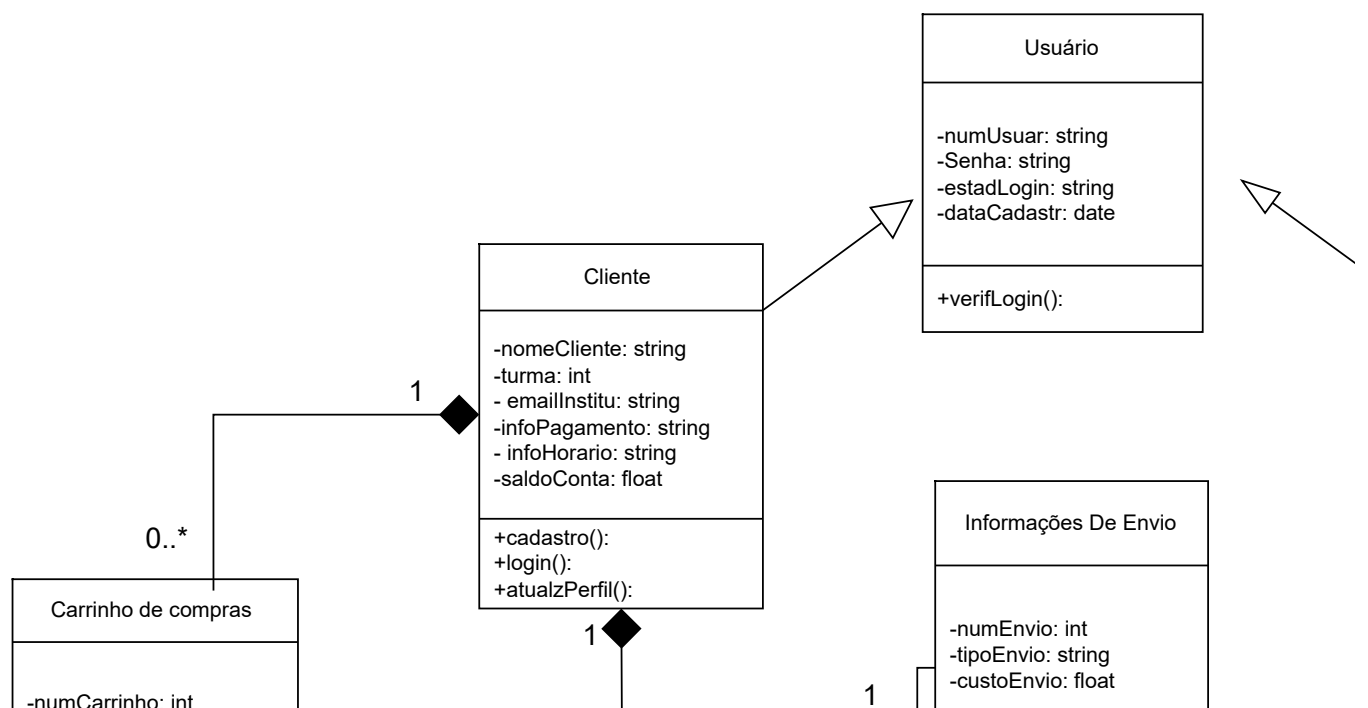 Usuário
-numUsuar: string
-Senha: string
-estadLogin: string
-dataCadastr: date
+verifLogin():
Cliente
-nomeCliente: string
-turma: int
- emailInstitu: string
-infoPagamento: string
- infoHorario: string
-saldoConta: float
+cadastro():
+login():
+atualzPerfil():
1
0..*
1
Carrinho de compras
-numCarrinho: int
Informações De Envio
-numEnvio: int
-tipoEnvio: string
-custoEnvio: float
1